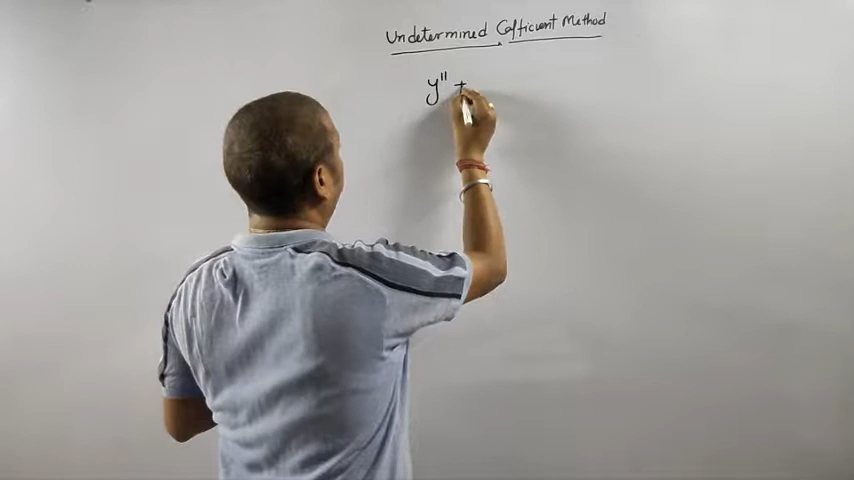 Undetermined Cofficient Method
y" +